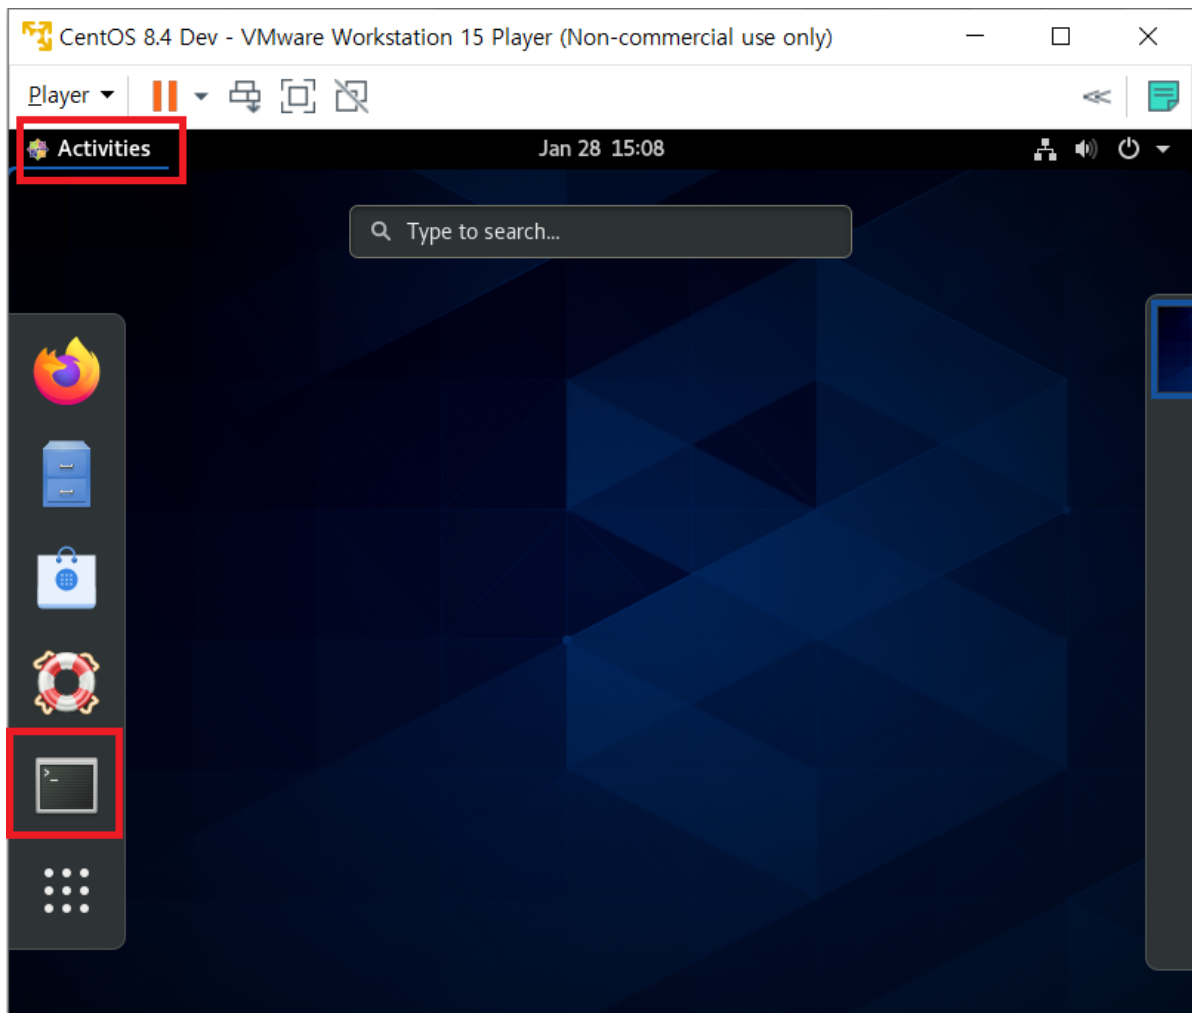 CentOS 8.4 Dev - VMware Workstation 15 Player (Non-commercial use only)
Player
Activities
Jan 28 15:08
Type to search...
>_